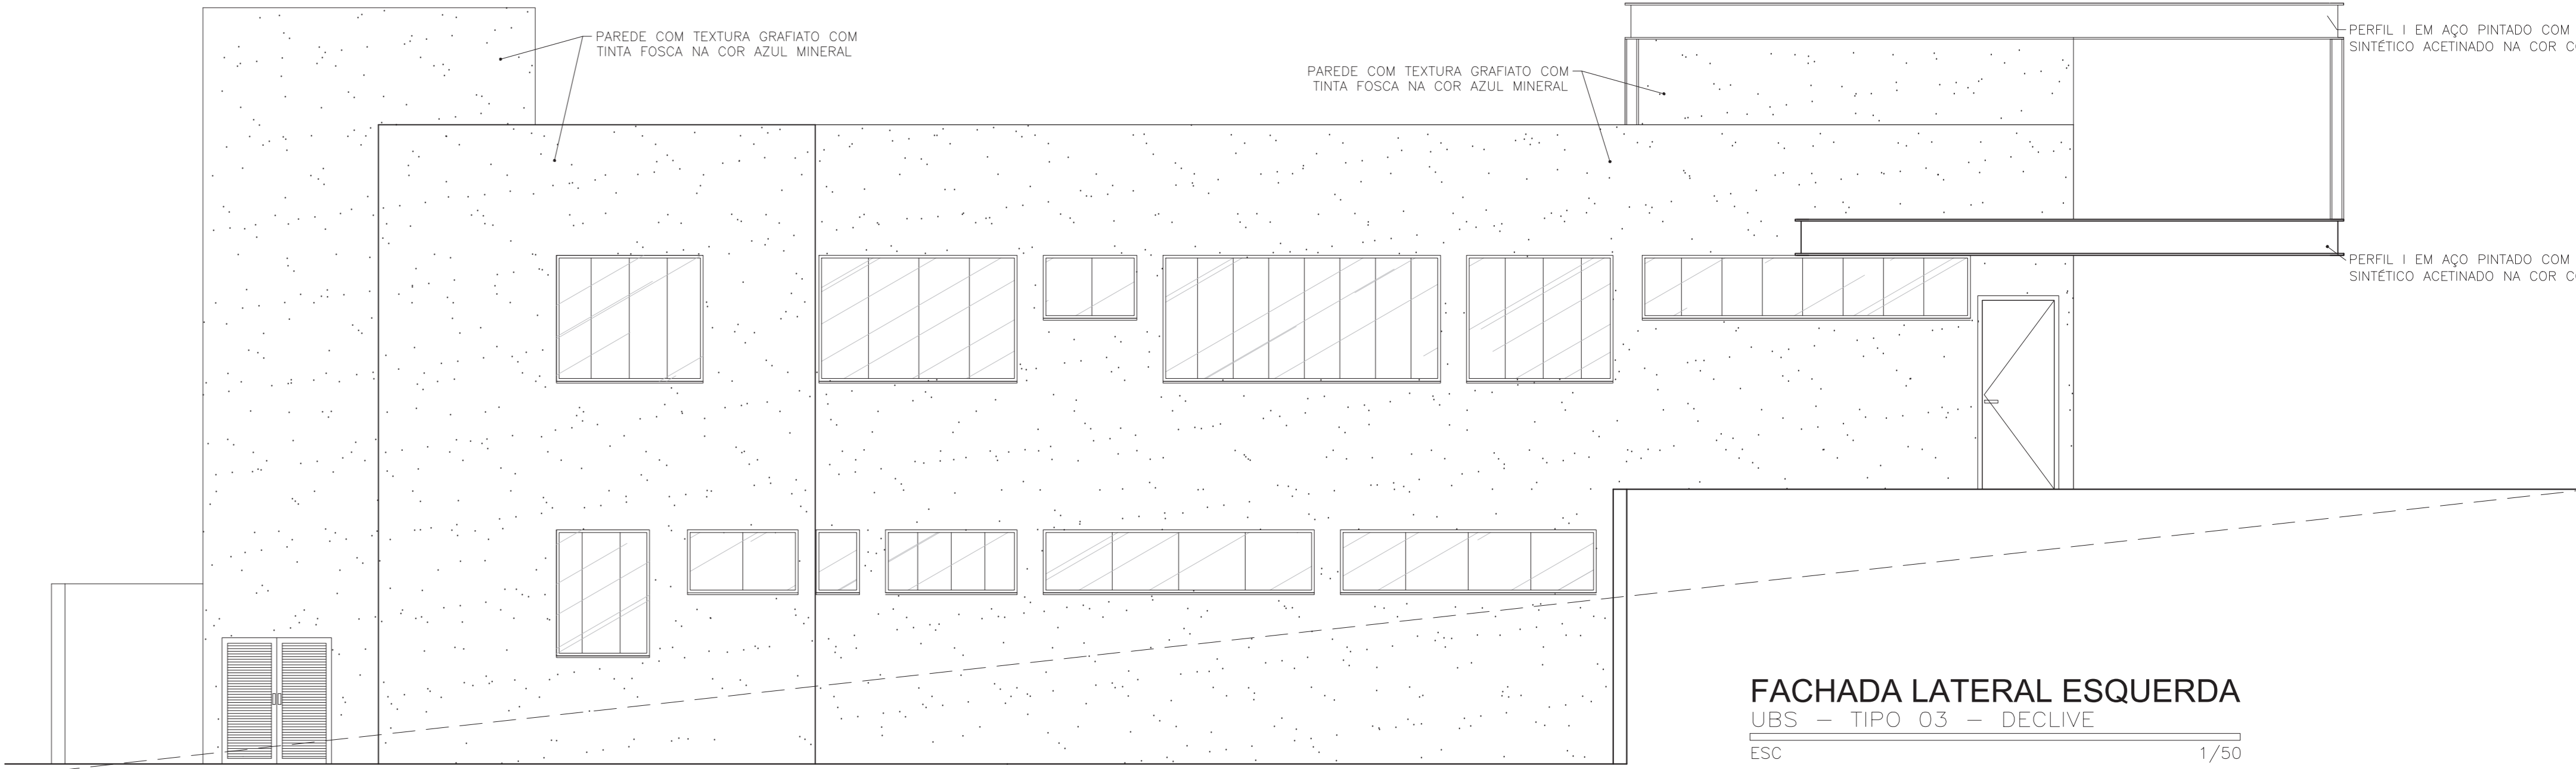 PAREDE COM TEXTURA GRAFIATO COM
TINTA FOSCA NA COR AZUL MINERAL
PAREDE COM TEXTURA GRAFIATO COM
TINTA FOSCA NA COR AZUL MINERAL
PERFIL I EM AÇO PINTADO COM
SINTÉTICO ACETINADO NA COR
PERFIL I EM AÇO PINTADO COM
SINTÉTICO ACETINADO NA COR
FACHADA LATERAL ESQUERDA
UBS – TIPO 03 – DECLIVE
ESC 1/50